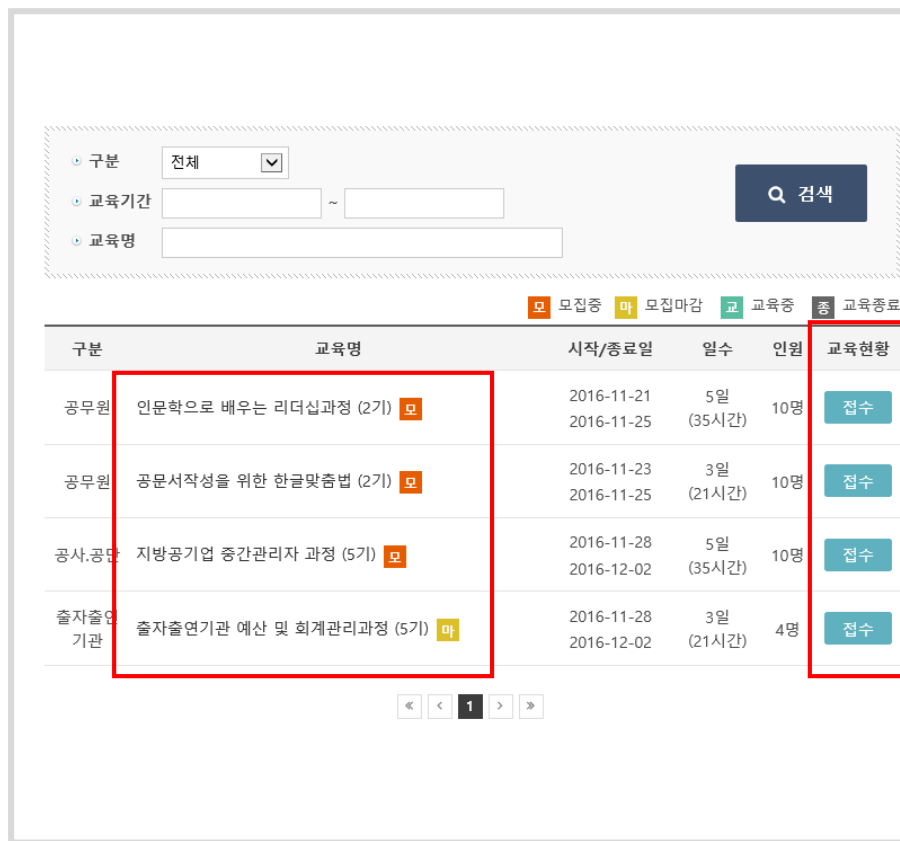 구분 전체
교육기간 ~
교육명
검색
모 모집중 마 모집마감 교 교육중 종 교육종료
구분 교육명 시작/종료일 일수 인원 교육현황
공무원 인문학으로 배우는 리더십과정 (2기) 모 2016-11-21 5일 10명 접수
2016-11-25 (35시간)
공무원 공문서작성을 위한 한글맞춤법 (2기) 모 2016-11-23 3일 10명 접수
2016-11-25 (21시간)
공사.공단 지방공기업 중간관리자 과정 (5기) 모 2016-11-28 5일 10명 접수
2016-12-02 (35시간)
출자출연 출자출연기관 예산 및 회계관리과정 (5기) 마 2016-11-28 3일 4명 접수
기관 2016-12-02 (21시간)
« < 1 > »